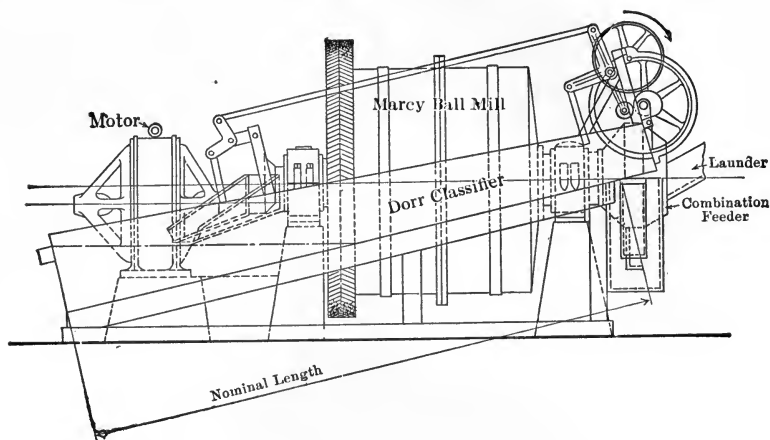 Marcy Ball Mill
Motor
Launder
Dorr Classifier
Combination
Feeder
Nominal Length